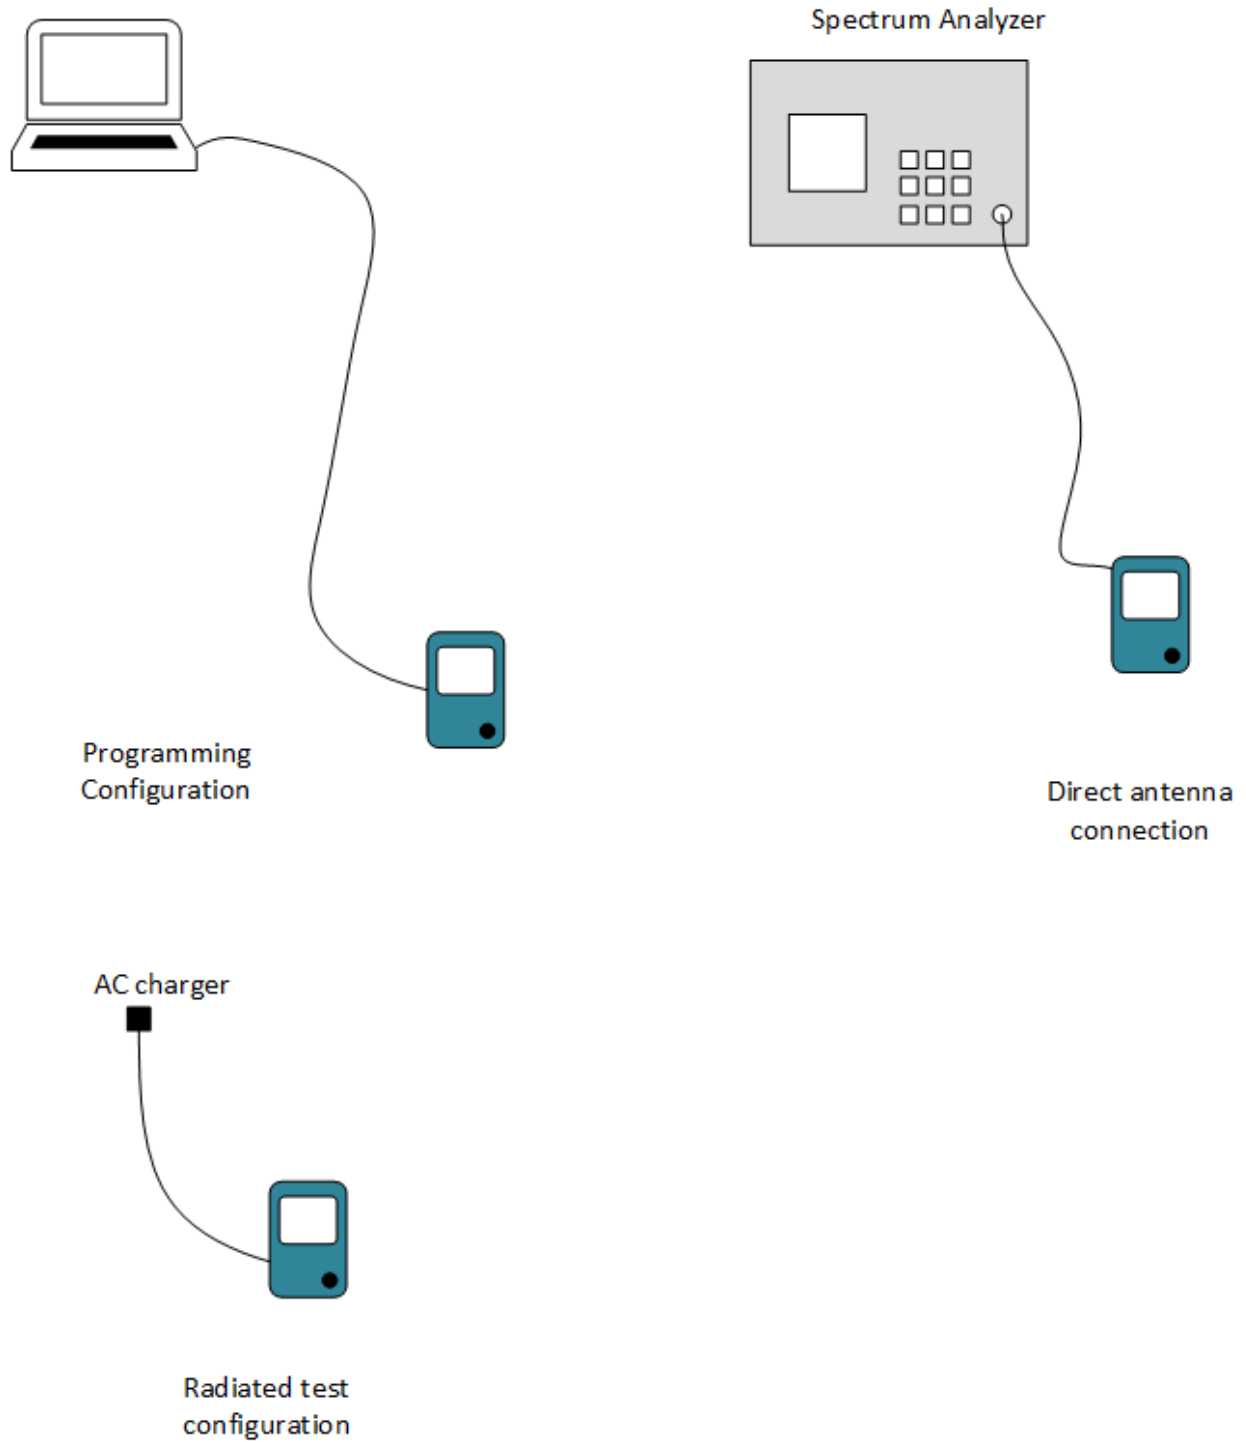 Spectrum Analyzer
Programming
Configuration
Direct antenna
connection
AC charger
Radiated test
configuration